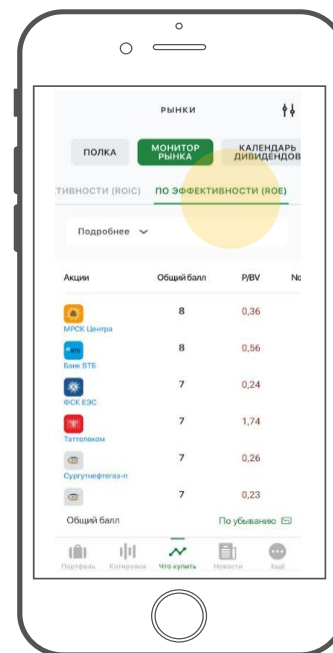 РЫНКИ
ПОЛКА
МОНИТОР
РЫНКА
КАЛЕНДАРЬ
ДИВИДЕНДОВ
КТИВНОСТИ (ROIC) ПО ЭФФЕКТИВНОСТИ (ROE)
Подробнее
Акции Общий балл P/BV No
МРСК Центра 8 0,36
Банк ВТБ 8 0,56
ФСК ЕЭС 7 0,24
Таттелеком 7 1,74
Сургутнефтегаз-п 7 0,26
7 0,23
Общий балл По убыванию
Портфель Котировки Что купить Новости Ещё